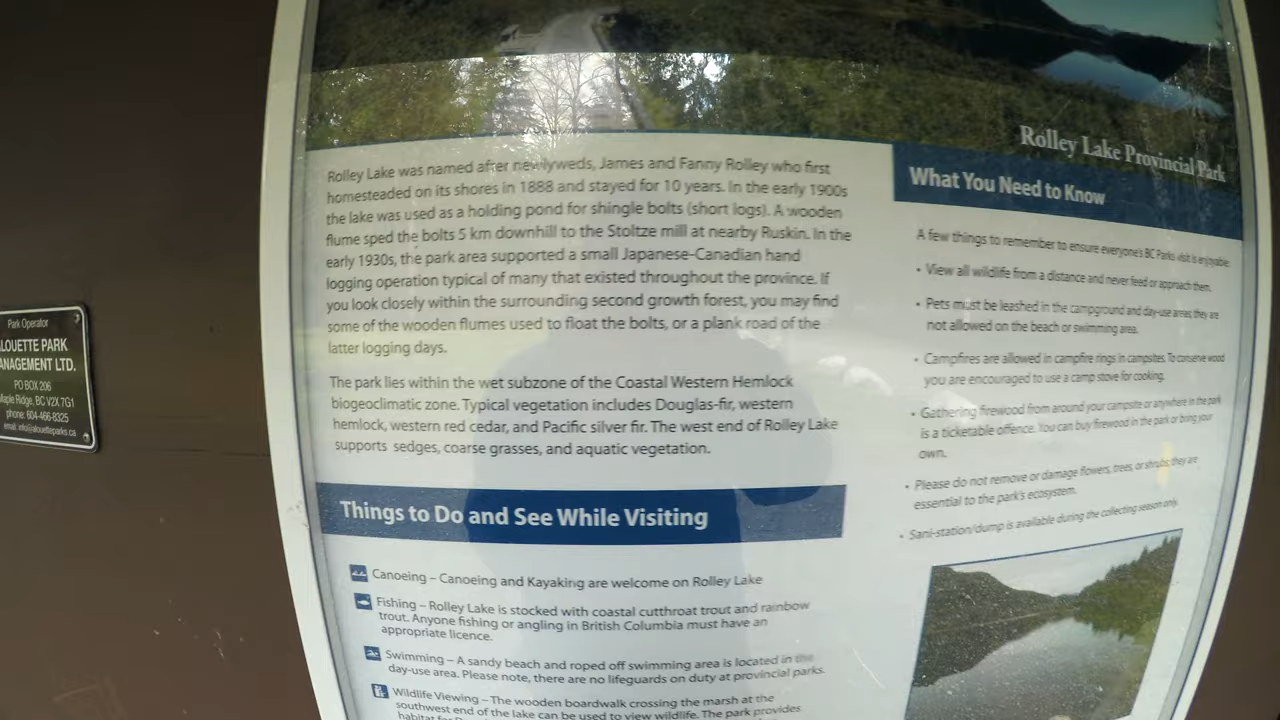 Rolley Lake Provincial Park
Rolley Lake was named after newlyweds, James and Fanny Rolley who first
homesteaded on its shores in 1888 and stayed for 10 years. In the early 1900s
the lake was used as a holding pond for shingle bolts (short logs). A wooden
flume sped the bolts 5 km downhill to the Stoltze mill at nearby Ruskin. In the
early 1930s, the park area supported a small Japanese-Canadian hand
logging operation typical of many that existed throughout the province. If
you look closely within the surrounding second growth forest, you may find
some of the wooden flumes used to float the bolts, or a plank road of the
latter logging days.
The park lies within the wet subzone of the Coastal Western Hemlock
biogeoclimatic zone. Typical vegetation includes Douglas-fir, western
hemlock, western red cedar, and Pacific silver fir. The west end of Rolley Lake
supports sedges, coarse grasses, and aquatic vegetation.
Things to Do and See While Visiting
Canoeing – Canoeing and Kayaking are welcome on Rolley Lake
Fishing – Rolley Lake is stocked with coastal cutthroat trout and rainbow
trout. Anyone fishing or angling in British Columbia must have an
appropriate licence.
Swimming – A sandy beach and roped off swimming area is located in the
day-use area. Please note, there are no lifeguards on duty at provincial parks.
Wildlife Viewing – The wooden boardwalk crossing the marsh at the
southwest end of the lake can be used to view wildlife. The park provides
habitat for
What You Need to Know
A few things to remember to ensure everyone's BC Parks visit is enjoyable:
• View all wildlife from a distance and never feed or approach them.
• Pets must be leashed in the campground and day-use areas; they are
not allowed on the beach or swimming area.
• Campfires are allowed in campfire rings in campsites. To conserve wood
you are encouraged to use a camp stove for cooking.
• Gathering firewood from around your campsite or anywhere in the park
is a ticketable offence. You can buy firewood in the park or bring your
own.
• Please do not remove or damage flowers, trees, or shrubs; they are
essential to the park's ecosystem.
• Sani-station/dump is available during the collecting season only.
Park Operator
LOUETTE PARK
ANAGEMENT LTD.
PO BOX 206
Maple Ridge, BC V2X 7G1
phone: 604-466-8325
email: info@alouetteparks.ca